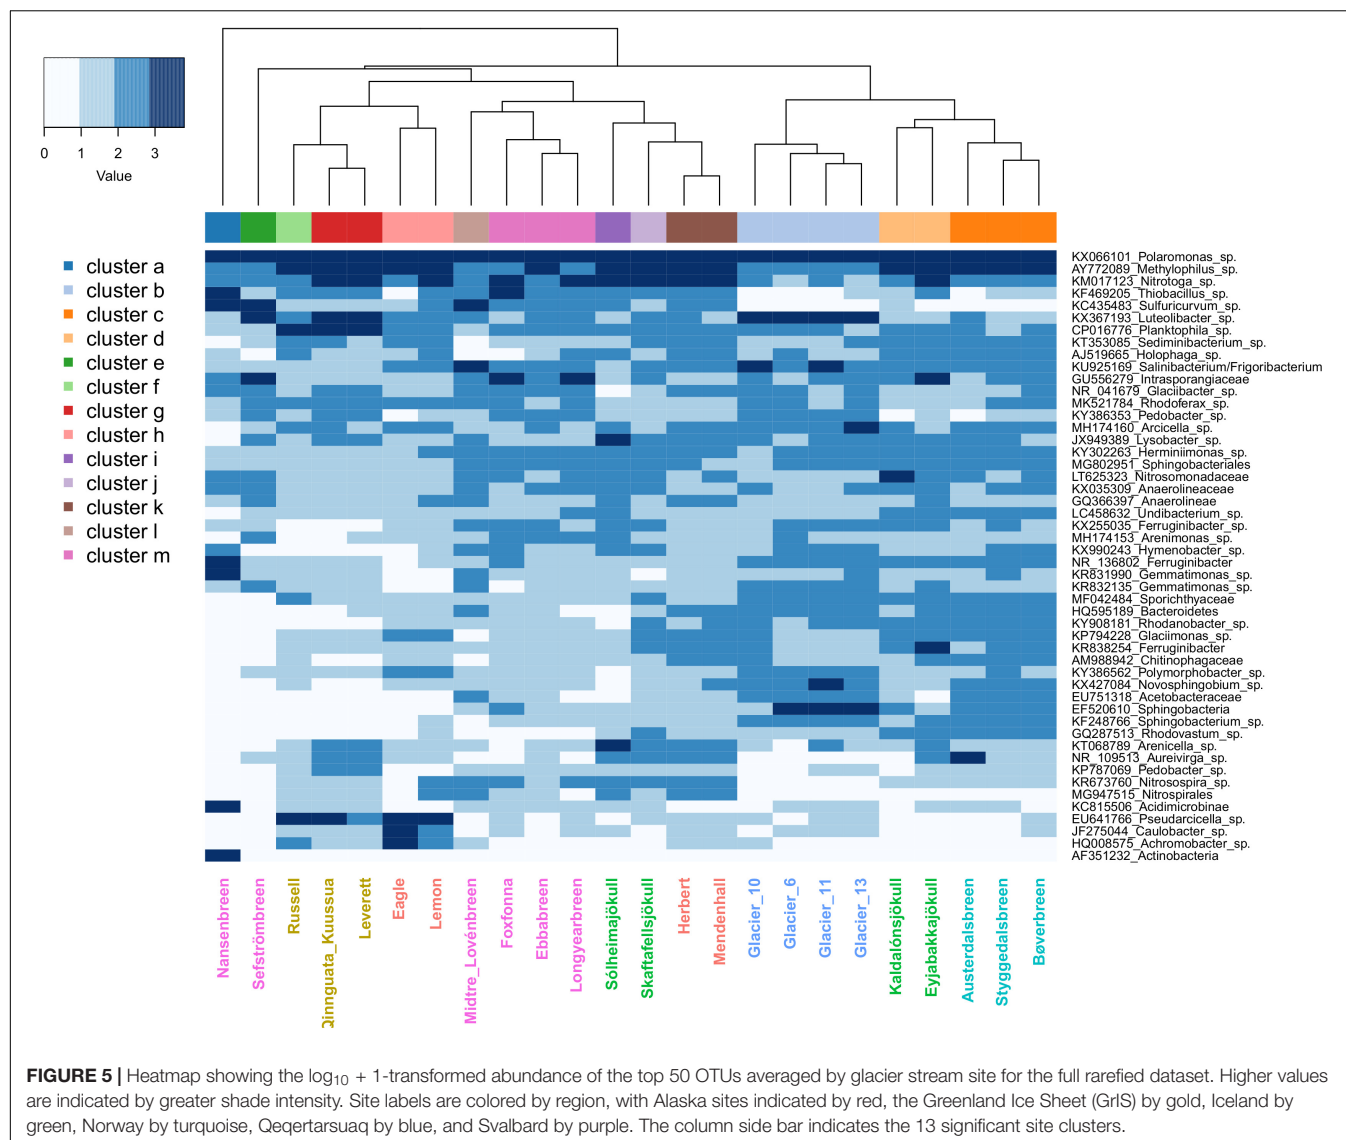 0 1 2 3
Value
cluster a
cluster b
cluster c
cluster d
cluster e
cluster f
cluster g
cluster h
cluster i
cluster j
cluster k
cluster l
cluster m
KX066101_Polaromonas_sp.
AY772089_Methylophilus_sp.
KM017123_Nitrotoga_sp.
KF469205_Thiobacillus_sp.
KC435483_Sulfuricurvum_sp.
KX367193_Luteolibacter_sp.
CP016776_Planktophila_sp.
KT353085_Sediminibacterium_sp.
AJ519665_Holophaga_sp.
KU925169_Salinibacterium/Frigoribacterium
GU556279_Intrasporangiaceae
NR_041679_Glaciibacter_sp.
MK521784_Rhodoferax_sp.
KY386353_Pedobacter_sp.
MH174160_Arcicella_sp.
JX949389_Lysobacter_sp.
KY302263_Herminiimonas_sp.
MG802951_Sphingobacteriales
LT625323_Nitrosomonadaceae
KX035309_Anaerolineaceae
GQ366397_Anaerolineae
LC458632_Undibacterium_sp.
KX255035_Ferruginibacter_sp.
MH174153_Arenimonas_sp.
KX990243_Hymenobacter_sp.
NR_136802_Ferruginibacter
KR831990_Gemmatimonas_sp.
KR832135_Gemmatimonas_sp.
MF042484_Sporichthyaceae
HQ595189_Bacteroidetes
KY908181_Rhodanobacter_sp.
KP794228_Glaciimonas_sp.
KR838254_Ferruginibacter
AM988942_Chitinophagaceae
KY386562_Polymorphobacter_sp.
KX427084_Novosphingobium_sp.
EU751318_Acetobacteraceae
EF520610_Sphingobacteria
KF248766_Sphingobacterium_sp.
GQ287513_Rhodovastum_sp.
KT068789_Arenicella_sp.
NR_109513_Aureivirga_sp.
KP787069_Pedobacter_sp.
KR673760_Nitrosospira_sp.
MG947515_Nitrospirales
KC815506_Acidimicrobinae
EU641766_Pseudarcicella_sp.
JF275044_Caulobacter_sp.
HQ008575_Achromobacter_sp.
AF351232_Actinobacteria
Nansenbreen
Sefströmbreen
Russell
Qinnguata_Kuussua
Leverett
Eagle
Lemon
Midtre_Lovénbreen
Foxfonna
Ebbabreen
Longyearbreen
Sólheimajökull
Skaftafellsjökull
Herbert
Mendenhall
Glacier_10
Glacier_6
Glacier_11
Glacier_13
Kaldalónsjökull
Eyjabakkajökull
Austerdalsbreen
Styggedalsbreen
Bøverbreen
FIGURE 5 | Heatmap showing the log₁₀ + 1-transformed abundance of the top 50 OTUs averaged by glacier stream site for the full rarefied dataset. Higher values
are indicated by greater shade intensity. Site labels are colored by region, with Alaska sites indicated by red, the Greenland Ice Sheet (GrIS) by gold, Iceland by
green, Norway by turquoise, Qeqertarsuaq by blue, and Svalbard by purple. The column side bar indicates the 13 significant site clusters.